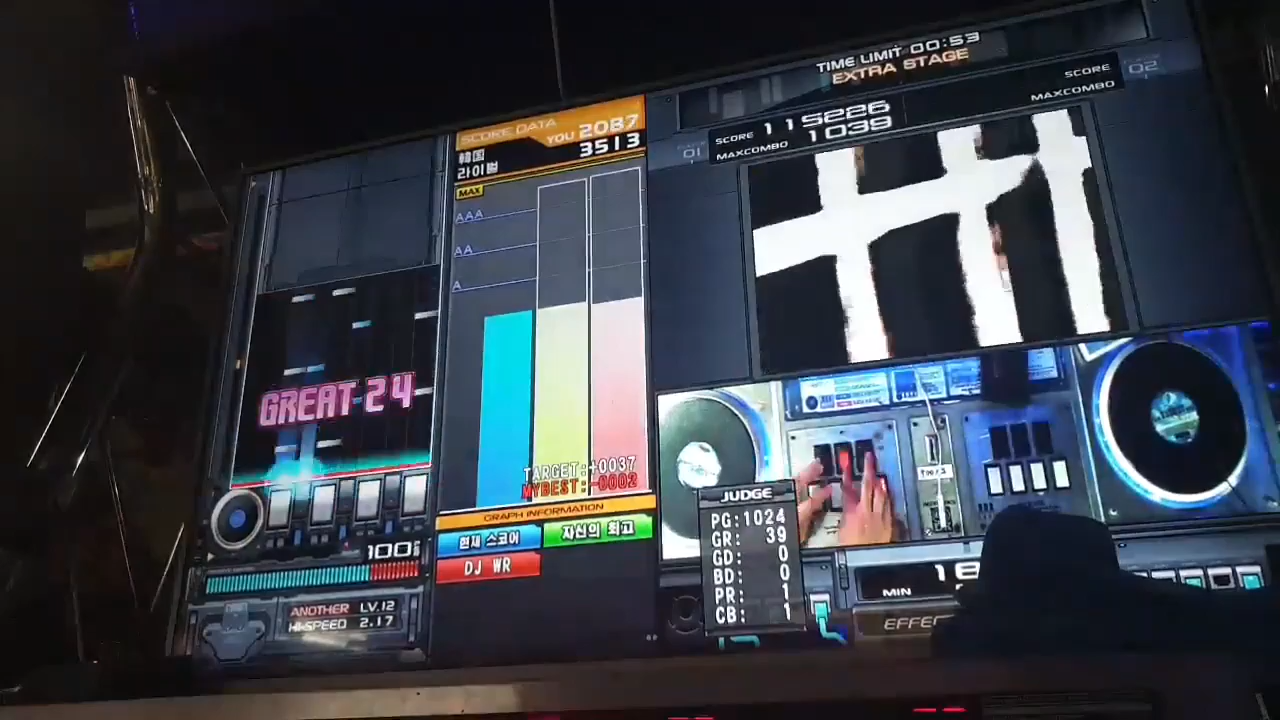 TIME LIMIT 00:53
EXTRA STAGE
SCORE DATA
YOU 2087
韓国
3513
라이벌
MAX
AAA
AA
A
SCORE 115226
MAXCOMBO 1039
01
SCORE
MAXCOMBO
02
Hi
GREAT 24
TARGET:+0037
MYBEST:-0002
GRAPH INFORMATION
현재 스코어
자신의 최고
DJ WR
100
ANOTHER LV.12
HI-SPEED 2.17
JUDGE
PG:1024
GR: 39
GD: 0
BD: 0
PR: 1
CB: 1
MIN